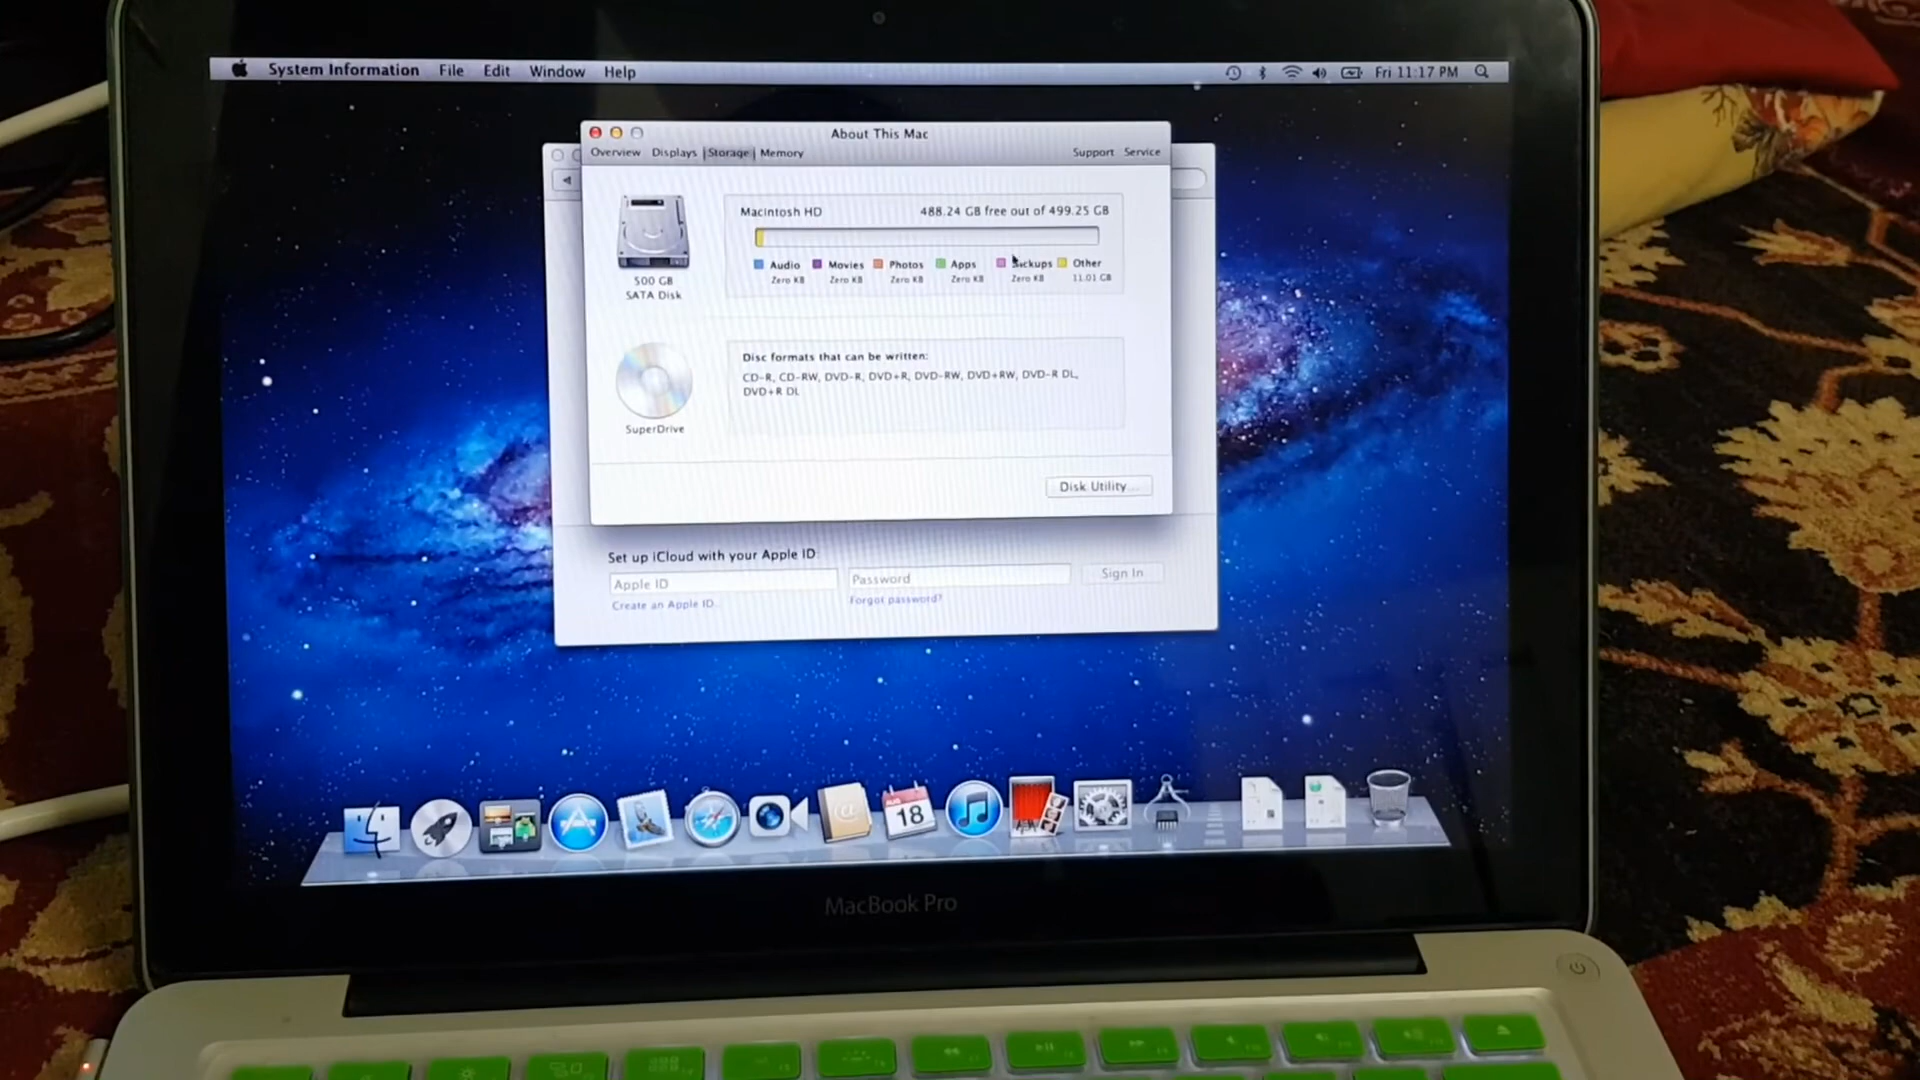 System Information File Edit Window Help Fri 11:17 PM
About This Mac
Overview Displays Storage Memory Support Service
Macintosh HD 488.24 GB free out of 499.25 GB
Audio Movies Photos Apps Backups Other
Zero KB Zero KB Zero KB Zero KB Zero KB 11.01 GB
500 GB
SATA Disk
Disc formats that can be written:
CD-R, CD-RW, DVD-R, DVD+R, DVD-RW, DVD+RW, DVD-R DL,
DVD+R DL
SuperDrive
Disk Utility...
Set up iCloud with your Apple ID
Apple ID Password Sign In
Create an Apple ID... Forgot password?
AUG
18
MacBook Pro